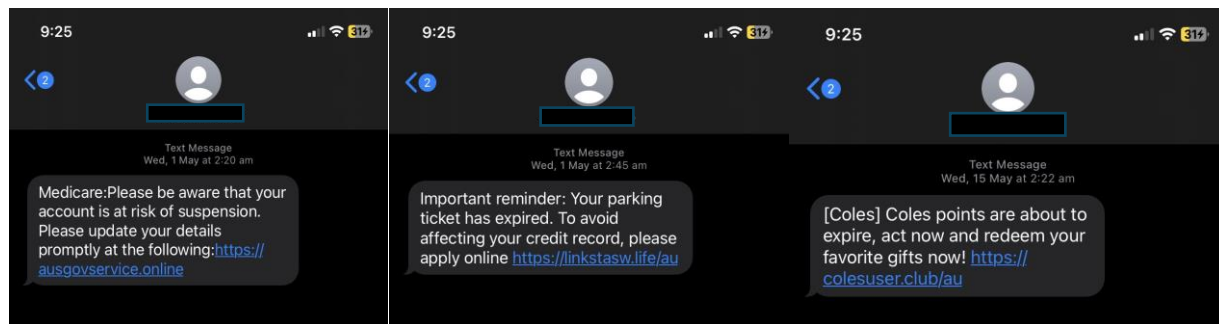 9:25
31
2
Text Message
Wed, 1 May at 2:20 am
Medicare:Please be aware that your
account is at risk of suspension.
Please update your details
promptly at the following:https://
ausgovservice.online
9:25
31
2
Text Message
Wed, 1 May at 2:45 am
Important reminder: Your parking
ticket has expired. To avoid
affecting your credit record, please
apply online https://linkstasw.life/au
9:25
31
2
Text Message
Wed, 15 May at 2:22 am
[Coles] Coles points are about to
expire, act now and redeem your
favorite gifts now! https://
colesuser.club/au